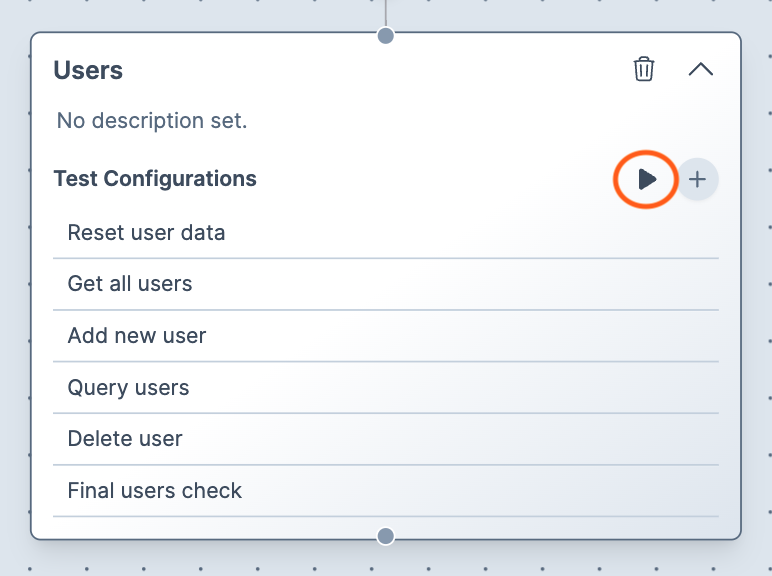 Users
No description set.
Test Configurations
Reset user data
Get all users
Add new user
Query users
Delete user
Final users check